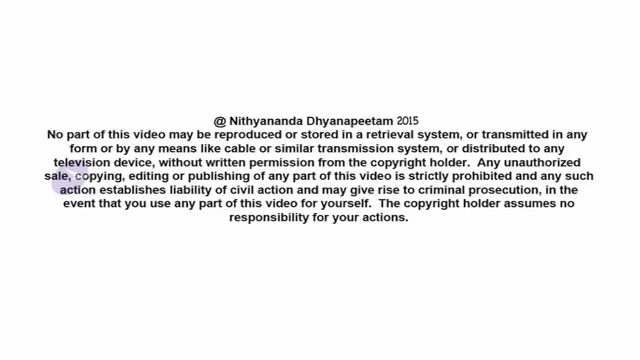 @ Nithyananda Dhyanapeetam 2015
No part of this video may be reproduced or stored in a retrieval system, or transmitted in any
form or by any means like cable or similar transmission system, or distributed to any
television device, without written permission from the copyright holder.  Any unauthorized
sale, copying, editing or publishing of any part of this video is strictly prohibited and any such
action establishes liability of civil action and may give rise to criminal prosecution, in the
event that you use any part of this video for yourself.  The copyright holder assumes no
responsibility for your actions.